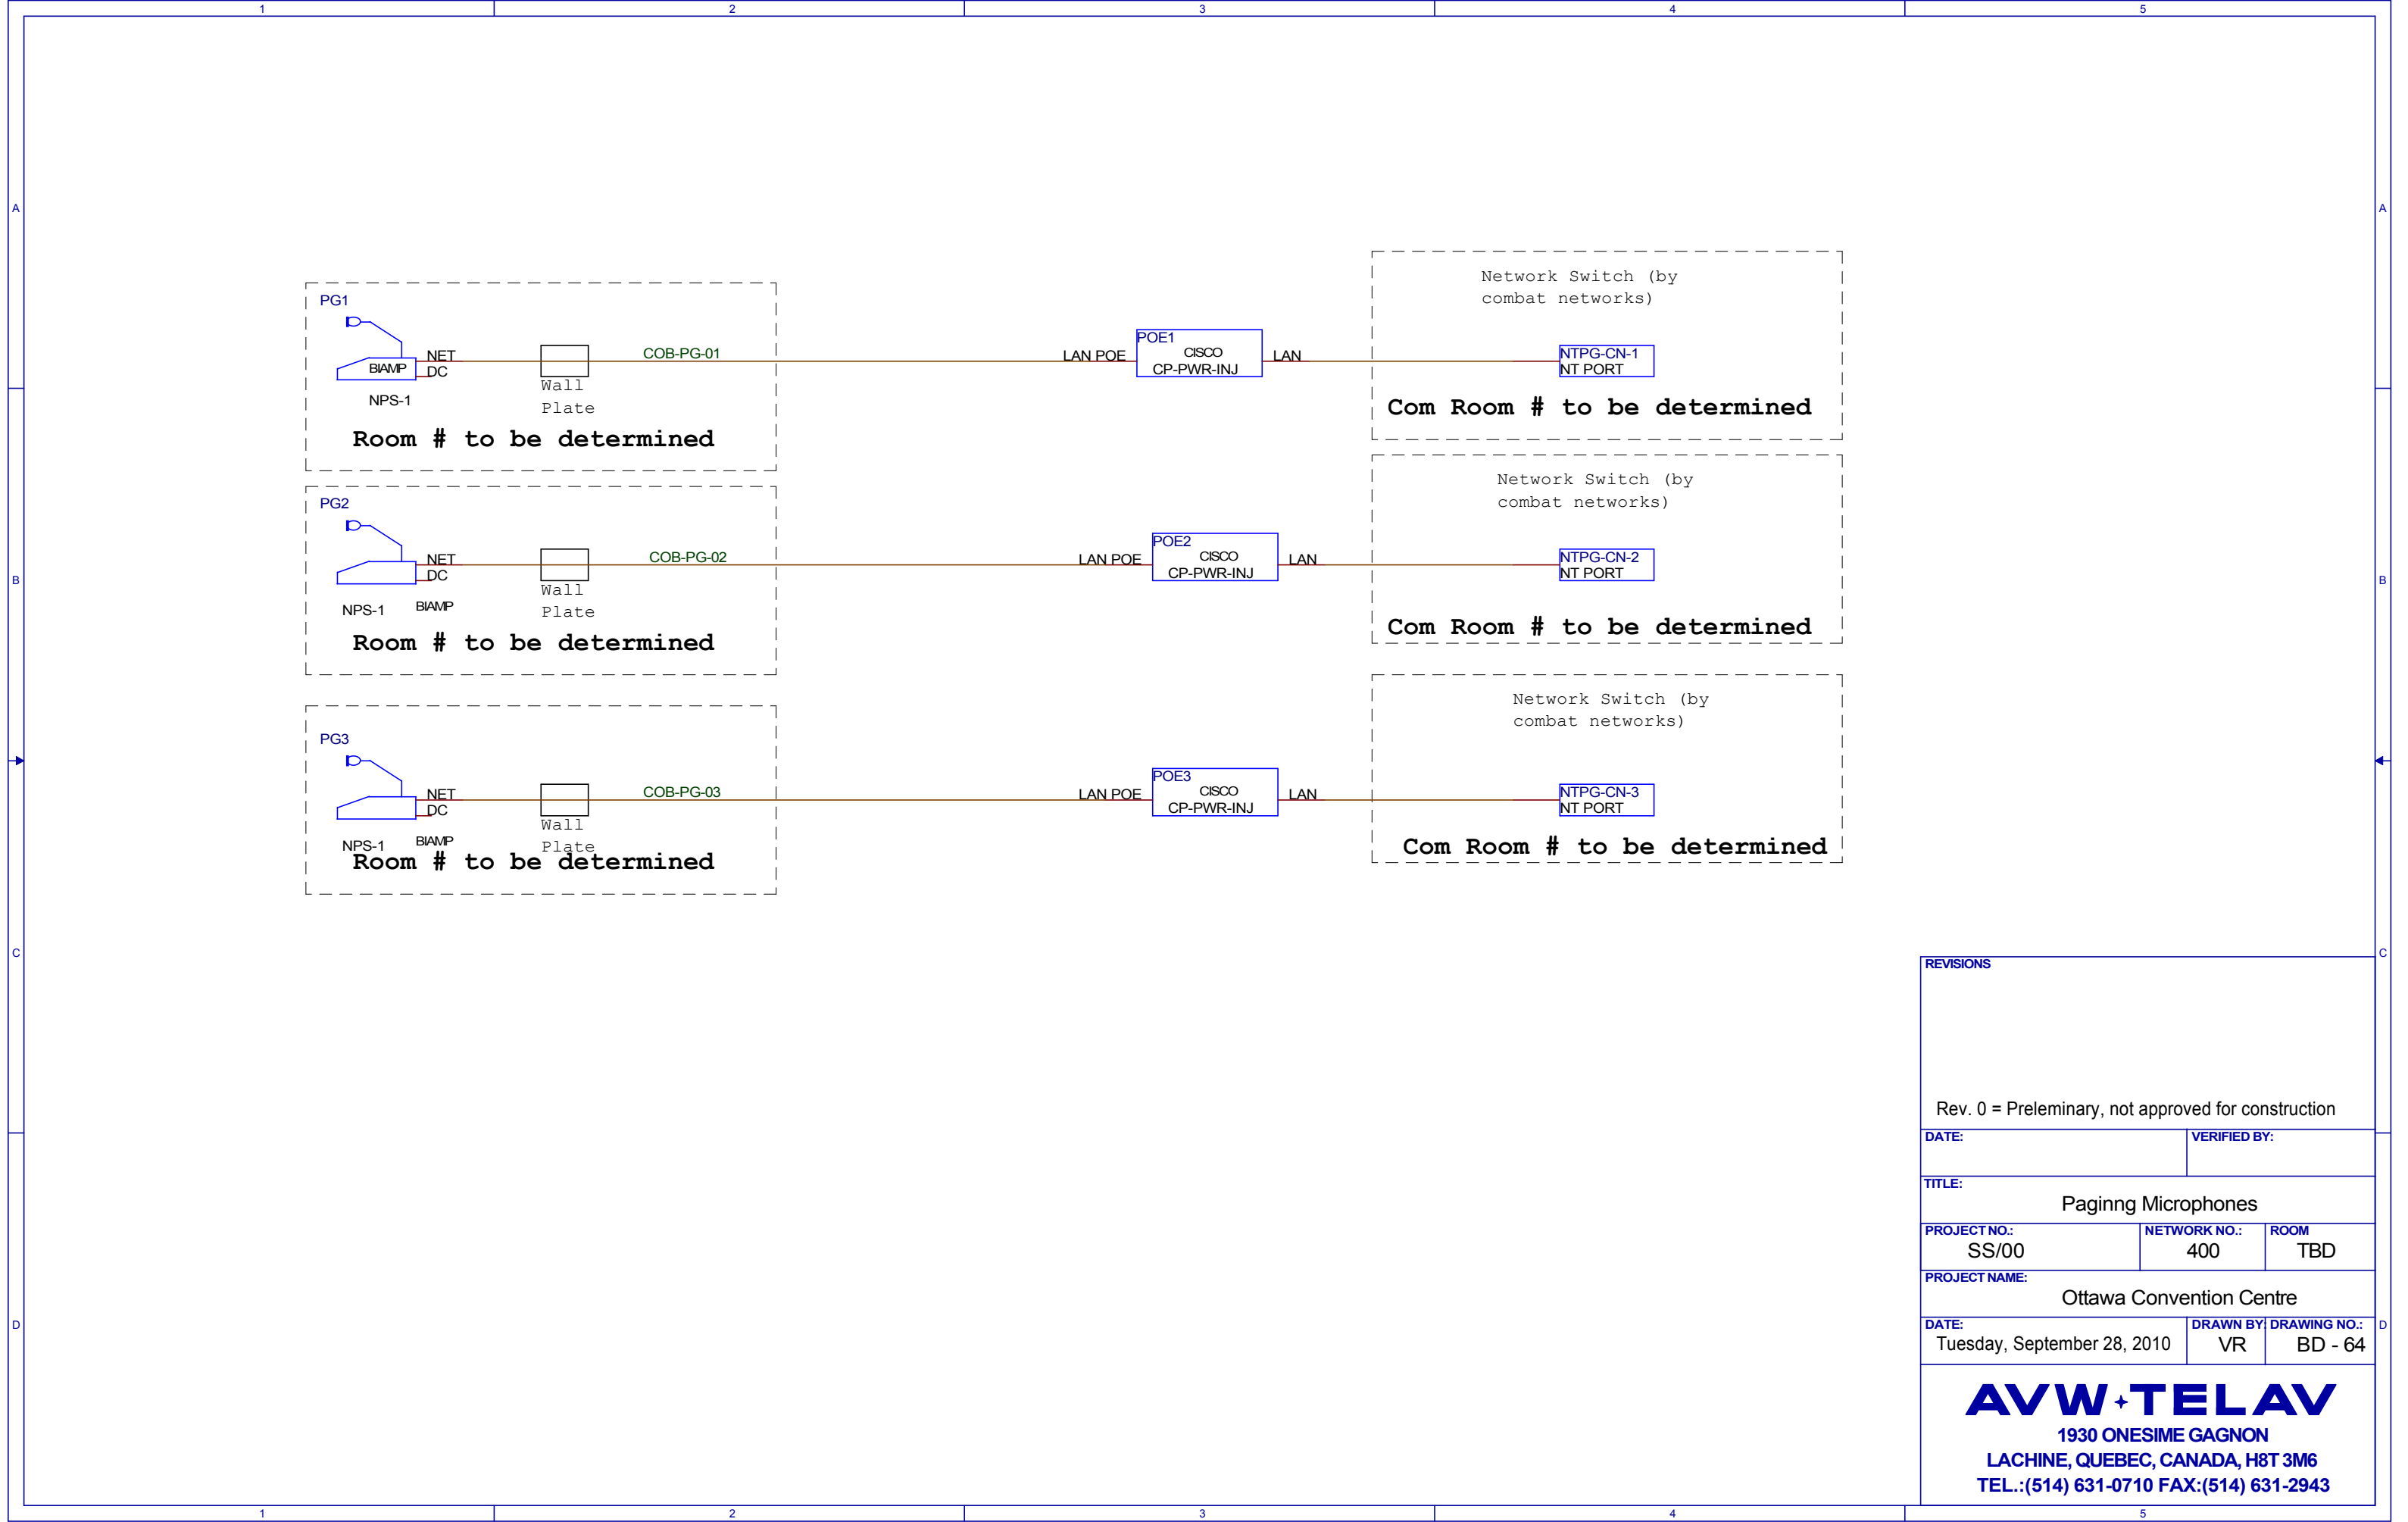 1 2 3 4 5
A A
PG1
BIAMP
NET
DC
NPS-1
Wall
Plate
COB-PG-01
Room # to be determined
LAN POE
POE1
CISCO
CP-PWR-INJ
LAN
Network Switch (by
combat networks)
NTPG-CN-1
NT PORT
Com Room # to be determined
B B
PG2
NET
DC
NPS-1 BIAMP
Wall
Plate
COB-PG-02
Room # to be determined
LAN POE
POE2
CISCO
CP-PWR-INJ
LAN
Network Switch (by
combat networks)
NTPG-CN-2
NT PORT
Com Room # to be determined
PG3
NET
DC
NPS-1 BIAMP
Wall
Plate
COB-PG-03
Room # to be determined
LAN POE
POE3
CISCO
CP-PWR-INJ
LAN
Network Switch (by
combat networks)
NTPG-CN-3
NT PORT
Com Room # to be determined
C C
REVISIONS
Rev. 0 = Preleminary, not approved for construction
DATE: VERIFIED BY:
TITLE:
Paginng Microphones
PROJECT NO.: NETWORK NO.: ROOM
SS/00 400 TBD
PROJECT NAME:
Ottawa Convention Centre
D D
DATE: DRAWN BY: DRAWING NO.:
Tuesday, September 28, 2010 VR BD - 64
AVW TELAV
1930 ONESIME GAGNON
LACHINE, QUEBEC, CANADA, H8T 3M6
TEL.:(514) 631-0710 FAX:(514) 631-2943
1 2 3 4 5